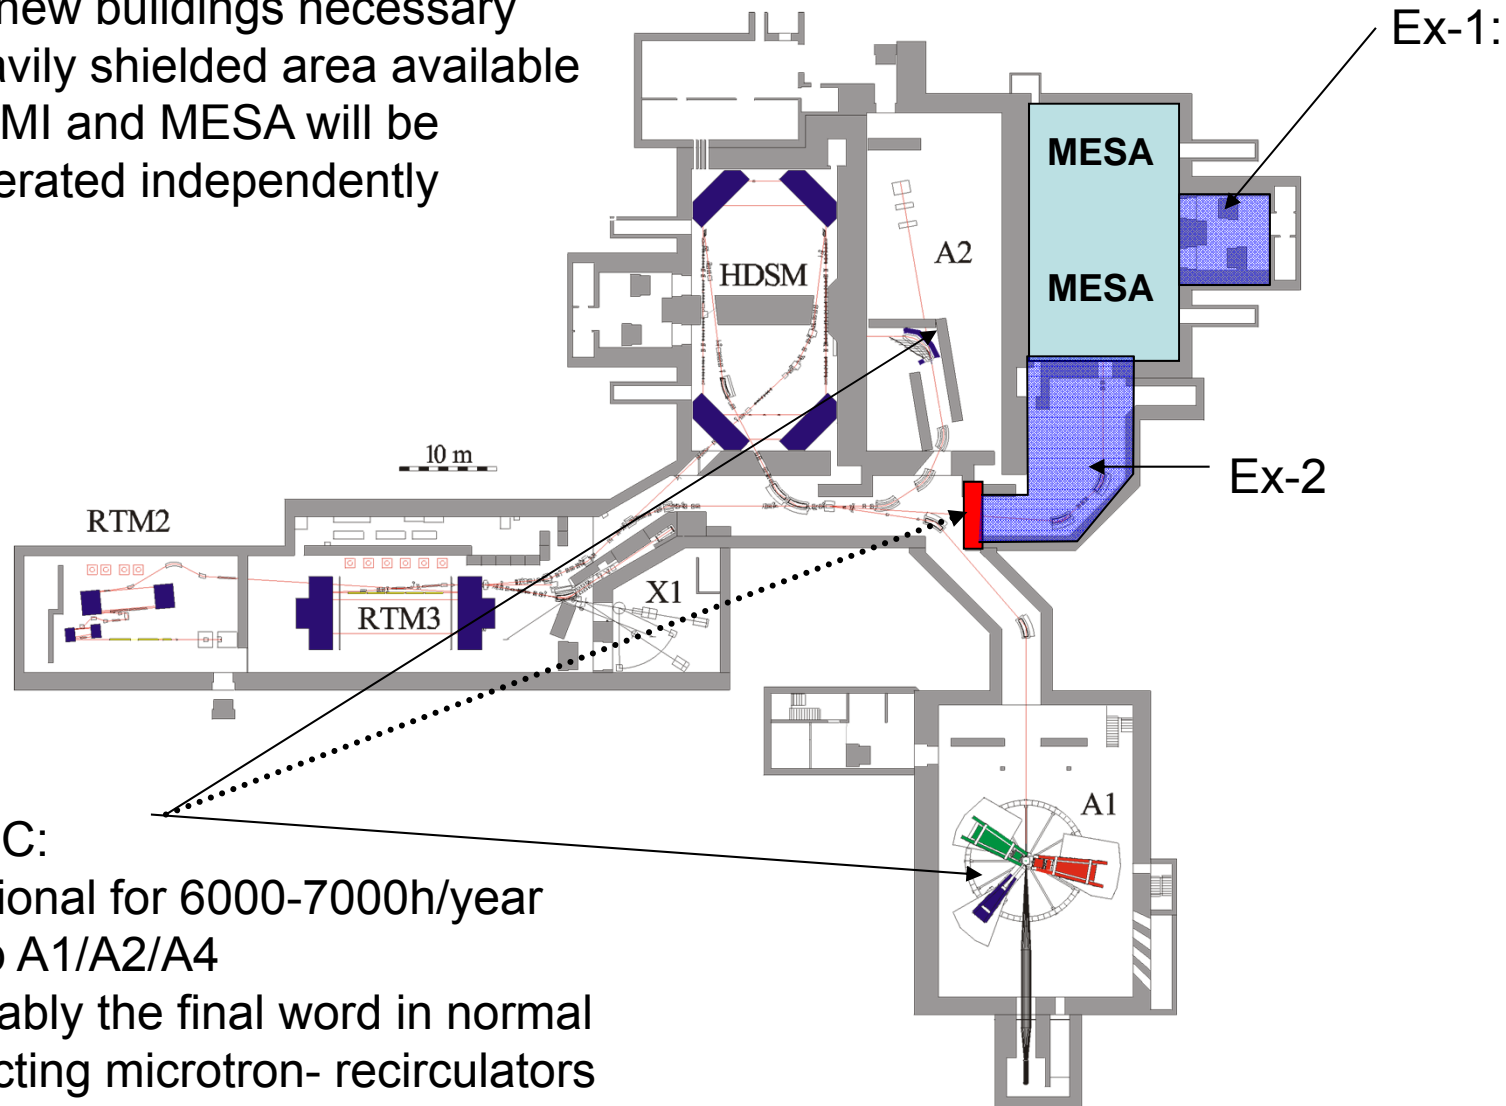 new buildings necessary
avily shielded area available
MI and MESA will be
erated independently
Ex-1:
MESA
MESA
A2
HDSM
10 m
Ex-2
RTM2
RTM3
X1
A1
C:
ional for 6000-7000h/year
o A1/A2/A4
ably the final word in normal
cting microtron- recirculators